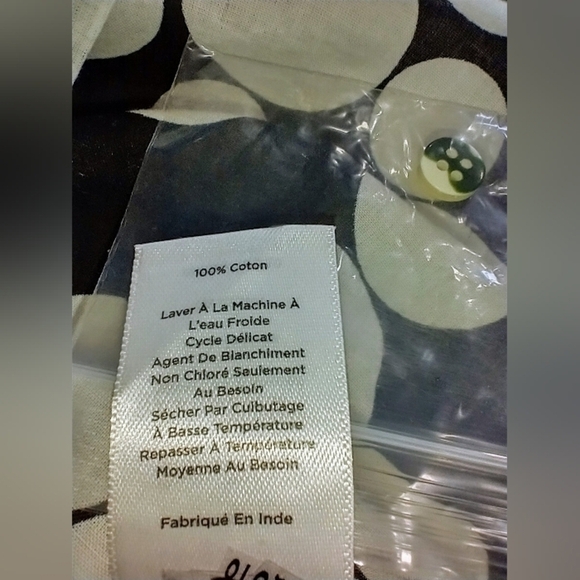 100% Coton
Laver À La Machine À
L'eau Froide
Cycle Délicat
Agent De Blanchiment
Non Chloré Seulement
Au Besoin
Sécher Par Culbutage
À Basse Température
Repasser À Température
Moyenne Au Besoin
Fabriqué En Inde